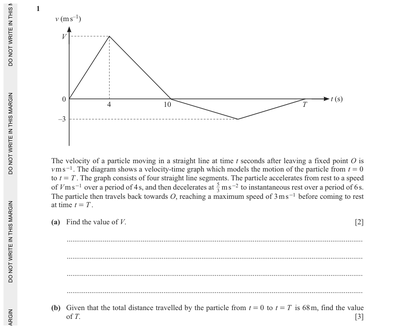 DO NOT WRITE IN THIS MARGIN
DO NOT WRITE IN THIS MARGIN
DO NOT WRITE IN THIS MARGIN
1
v (m s⁻¹)
V
0
4
10
T
t (s)
−3
The velocity of a particle moving in a straight line at time t seconds after leaving a fixed point O is
v m s⁻¹. The diagram shows a velocity-time graph which models the motion of the particle from t = 0
to t = T. The graph consists of four straight line segments. The particle accelerates from rest to a speed
of V m s⁻¹ over a period of 4 s, and then decelerates at 5/3 m s⁻² to instantaneous rest over a period of 6 s.
The particle then travels back towards O, reaching a maximum speed of 3 m s⁻¹ before coming to rest
at time t = T.
(a) Find the value of V. [2]
(b) Given that the total distance travelled by the particle from t = 0 to t = T is 68 m, find the value
of T. [3]